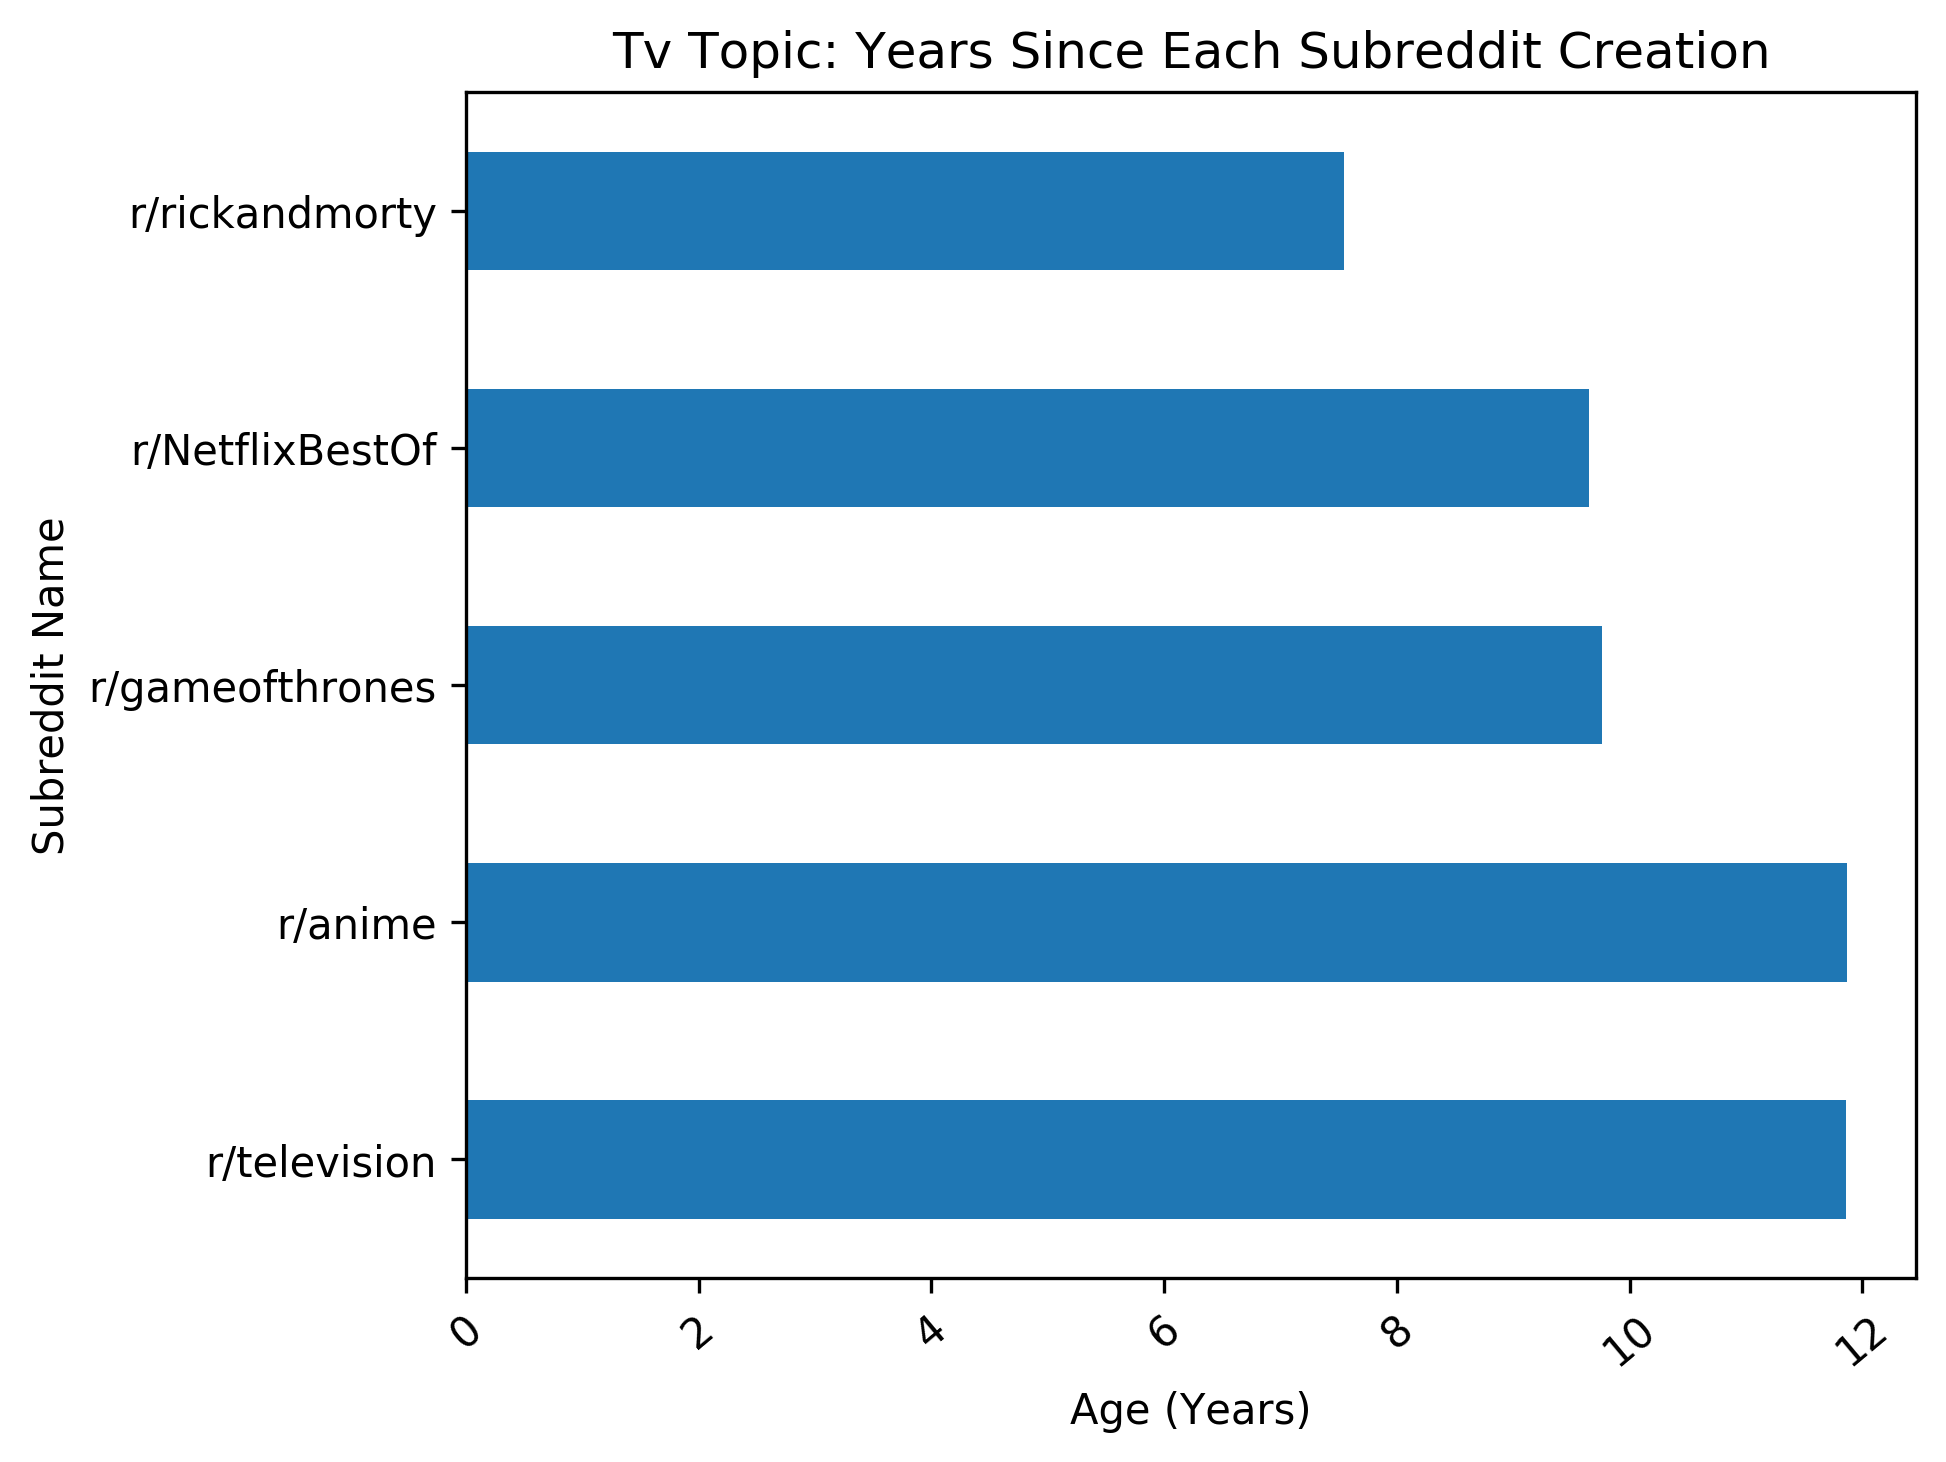 Tv Topic: Years Since Each Subreddit Creation
Subreddit Name
r/rickandmorty
r/NetflixBestOf
r/gameofthrones
r/anime
r/television
0 2 4 6 8 10 12
Age (Years)